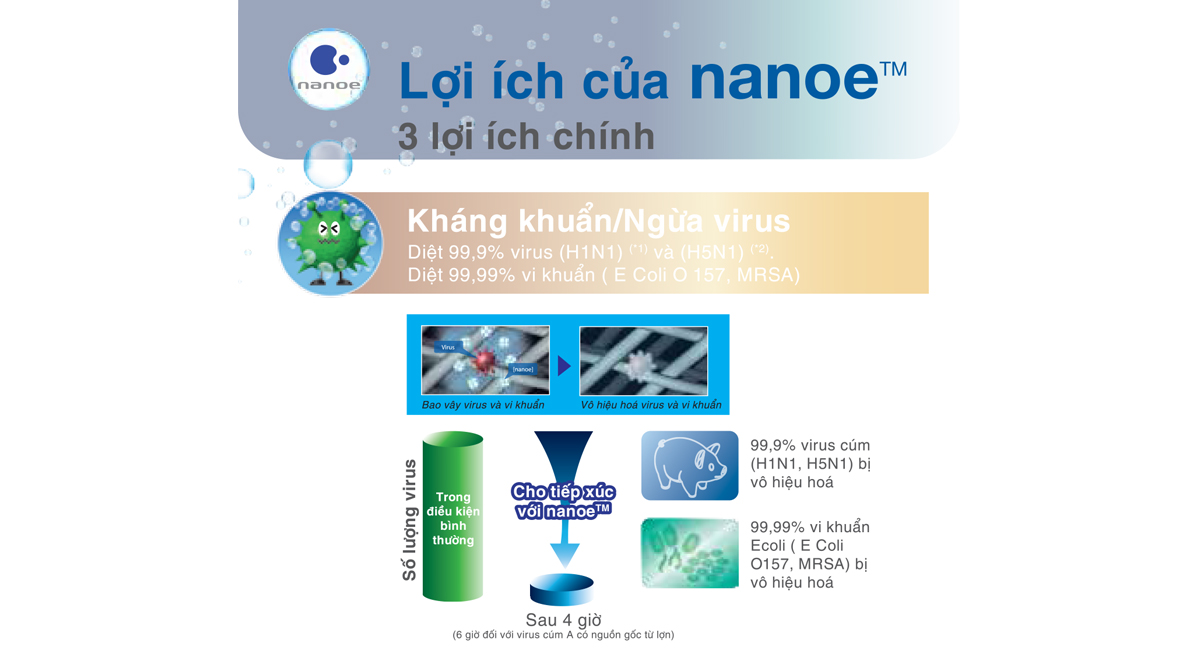 nanoe
Lợi ích của nanoe™
3 lợi ích chính
Kháng khuẩn/Ngừa virus
Diệt 99,9% virus (H1N1) (*1) và (H5N1) (*2).
Diệt 99,99% vi khuẩn ( E Coli O 157, MRSA)
Virus
[nanoe]
Bao vây virus và vi khuẩn
Vô hiệu hoá virus và vi khuẩn
Số lượng virus
Trong
điều kiện
bình
thường
Cho tiếp xúc
với nanoe™
Sau 4 giờ
(6 giờ đối với virus cúm A có nguồn gốc từ lợn)
99,9% virus cúm
(H1N1, H5N1) bị
vô hiệu hoá
99,99% vi khuẩn
Ecoli ( E Coli
O157, MRSA) bị
vô hiệu hoá